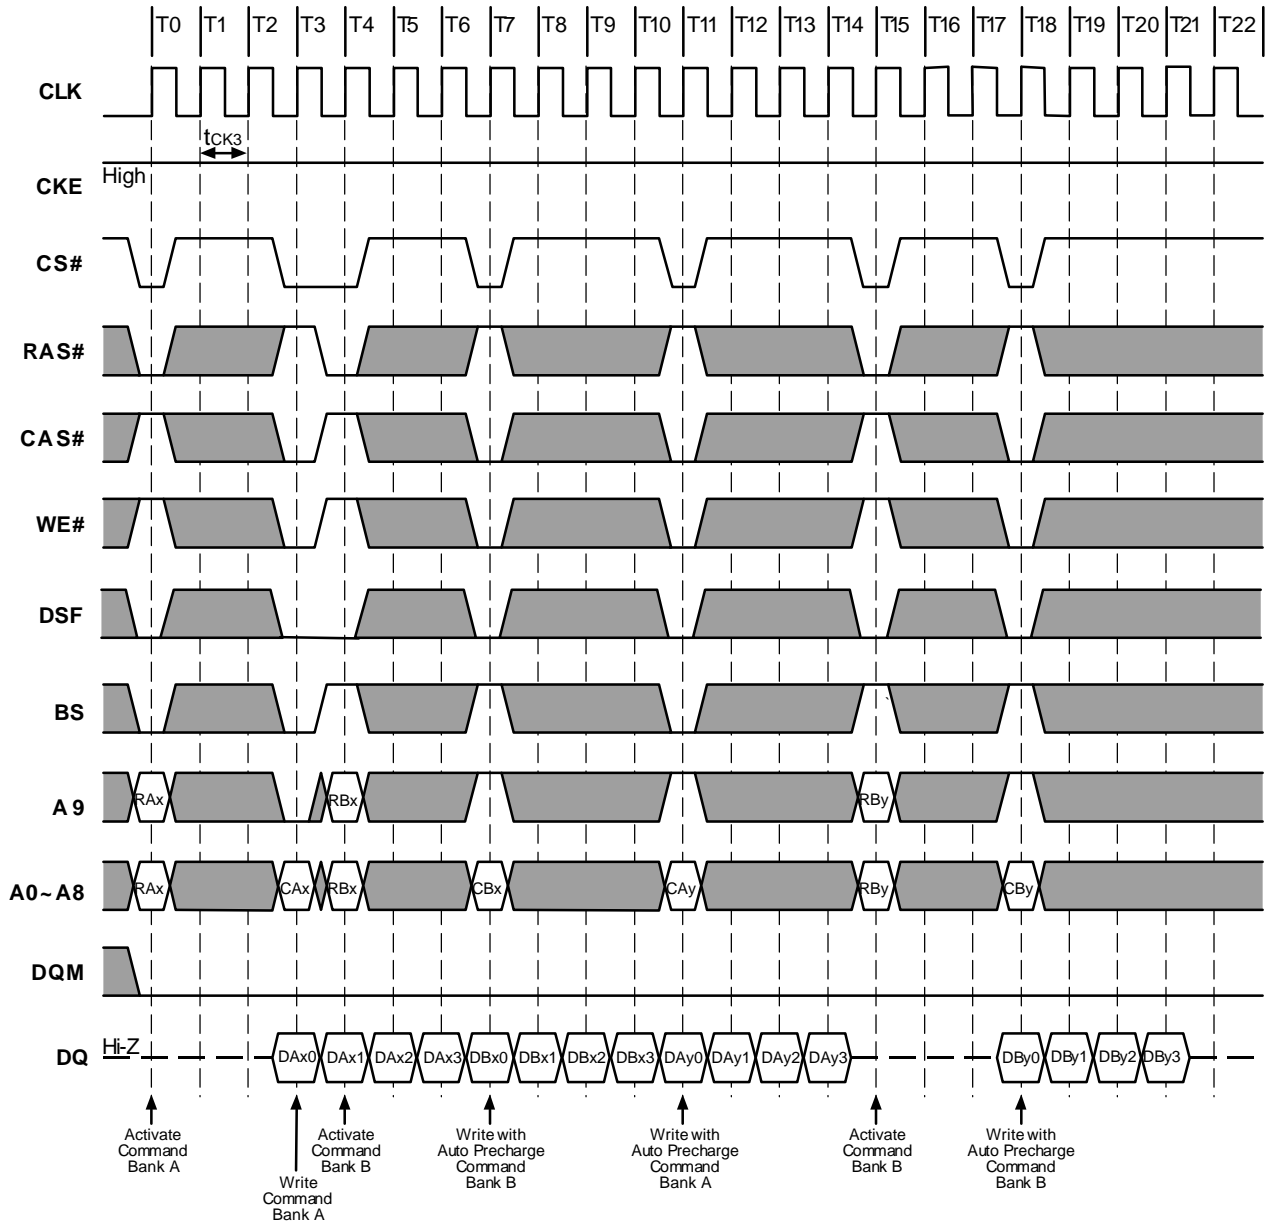 T0 T1 T2 T3 T4 T5 T6 T7 T8 T9 T10 T11 T12 T13 T14 T15 T16 T17 T18 T19 T20 T21 T22
CLK
tCK3
High
CKE
CS#
RAS#
CAS#
WE#
DSF
BS
A9 RAx RBx RBy
A0~A8 RAx CAx RBx CBx CAy RBy CBy
DQM
DQ Hi-Z DAx0 DAx1 DAx2 DAx3 DBx0 DBx1 DBx2 DBx3 DAy0 DAy1 DAy2 DAy3 DBy0 DBy1 DBy2 DBy3
Activate
Command
Bank A
Write
Command
Bank A
Activate
Command
Bank B
Write with
Auto Precharge
Command
Bank B
Write with
Auto Precharge
Command
Bank A
Activate
Command
Bank B
Write with
Auto Precharge
Command
Bank B